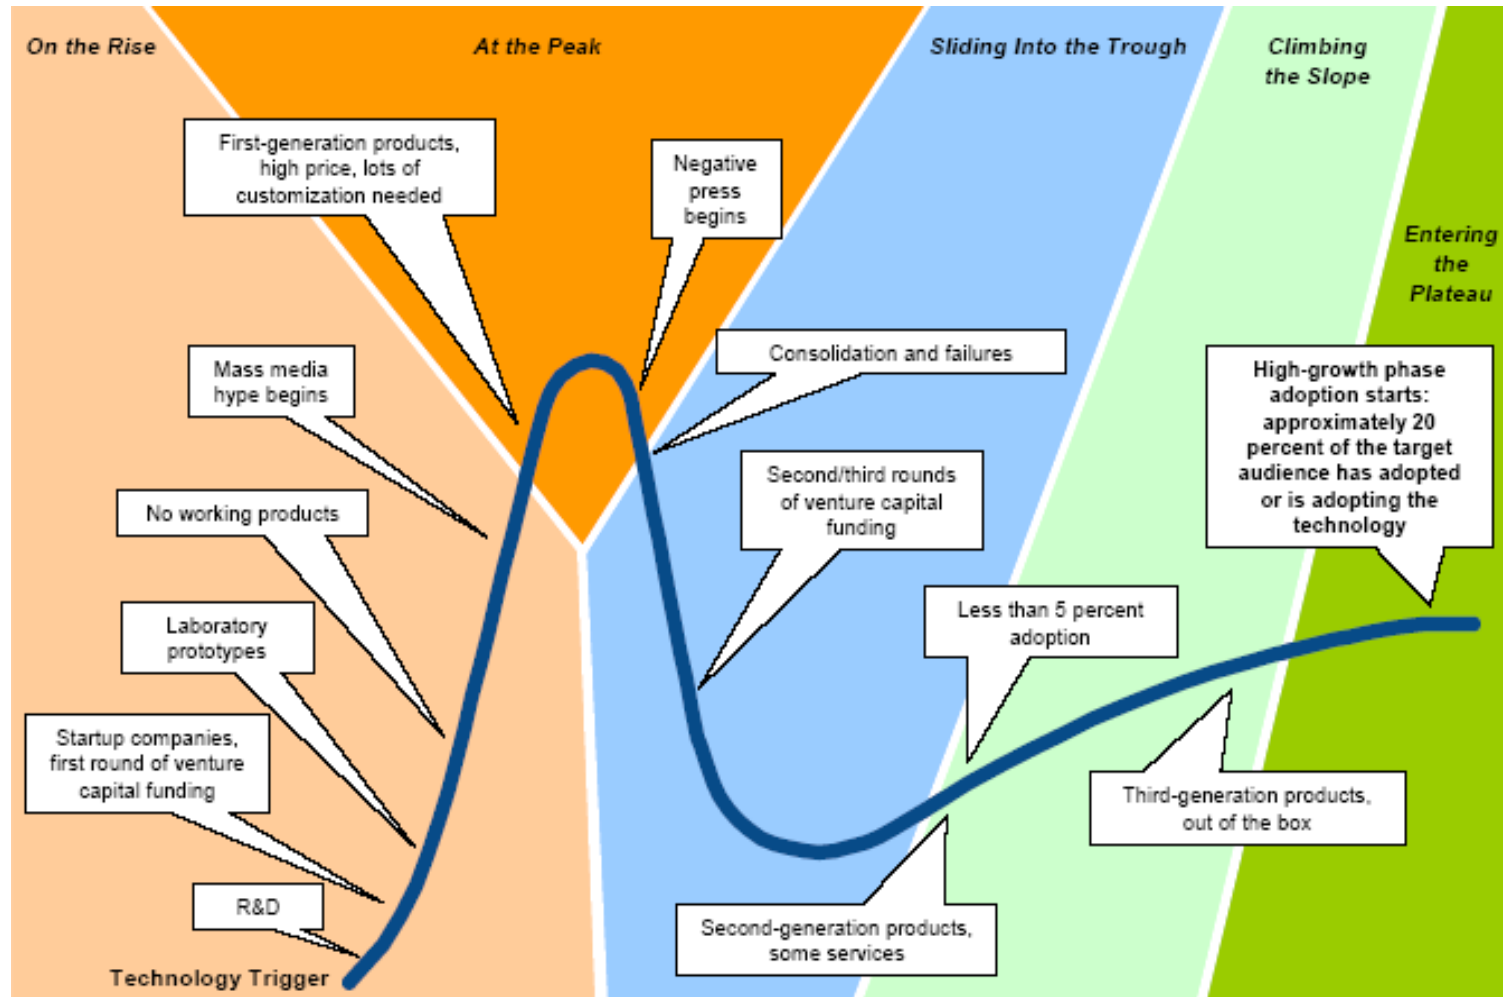 On the Rise
At the Peak
Sliding Into the Trough
Climbing
the Slope
Entering
the
Plateau
First-generation products,
high price, lots of
customization needed
Negative
press
begins
Mass media
hype begins
Consolidation and failures
High-growth phase
adoption starts:
approximately 20
percent of the target
audience has adopted
or is adopting the
technology
No working products
Second/third rounds
of venture capital
funding
Laboratory
prototypes
Less than 5 percent
adoption
Startup companies,
first round of venture
capital funding
Third-generation products,
out of the box
R&D
Second-generation products,
some services
Technology Trigger